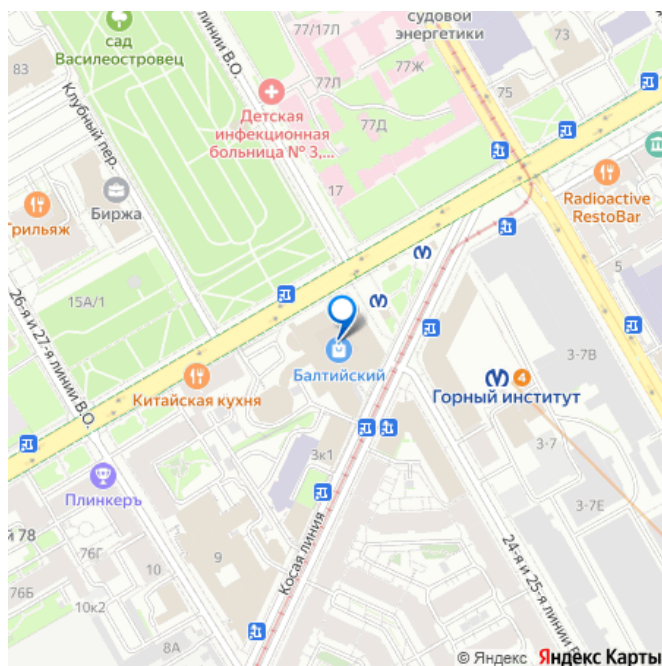 сад
Василеостровец
линии В.О.
77/17Л
судовой
энергетики
73
83
77Л
77Ж
75
Клубный пер.
Детская
инфекционная
больница № 3,...
77Д
17
Биржа
Грильяж
Radioactive
RestoBar
5
15А/1
26-я и 27-я линии В.О.
Балтийский
Китайская кухня
4
Горный институт
3-7В
3-7
3к1
Плинкеръ
3-7Е
78
76Г
10
9
Косая линия
24-я и 25-я линии В.
76Б
10к2
8А
© Яндекс Яндекс Карты